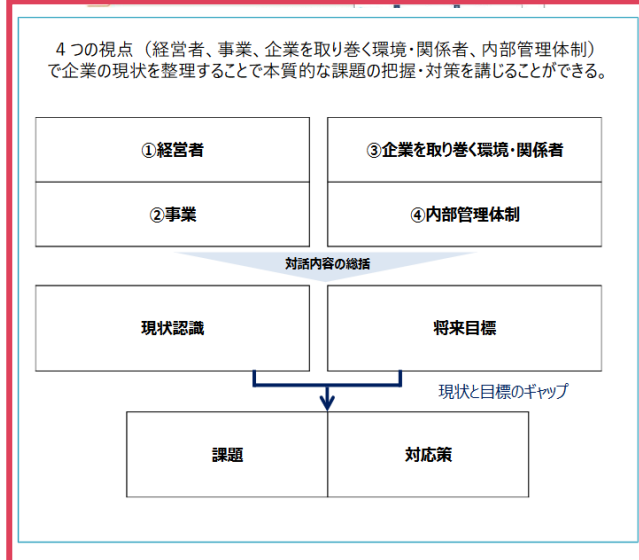 4つの視点（経営者、事業、企業を取り巻く環境・関係者、内部管理体制）
で企業の現状を整理することで本質的な課題の把握・対策を講じることができる。
①経営者
③企業を取り巻く環境・関係者
②事業
④内部管理体制
対話内容の総括
現状認識
将来目標
現状と目標のギャップ
課題
対応策